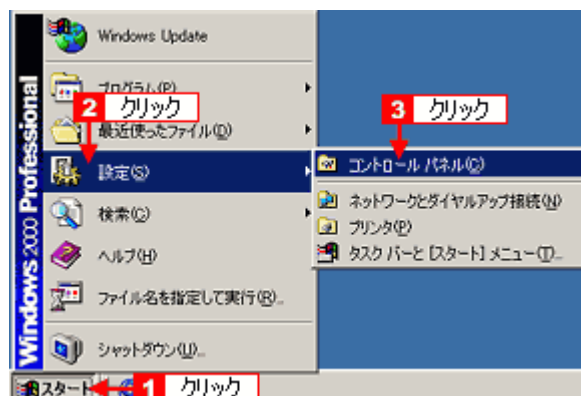 Windows Update
プログラム(P)
2 クリック
最近使ったファイル(D)
設定(S)
検索(C)
ヘルプ(H)
ファイル名を指定して実行(R)...
シャットダウン(U)...
Windows 2000 Professional
3 クリック
コントロール パネル(C)
ネットワークとダイヤルアップ接続(N)
プリンタ(P)
タスク バーと [スタート] メニュー(T)...
スタート
1 クリック